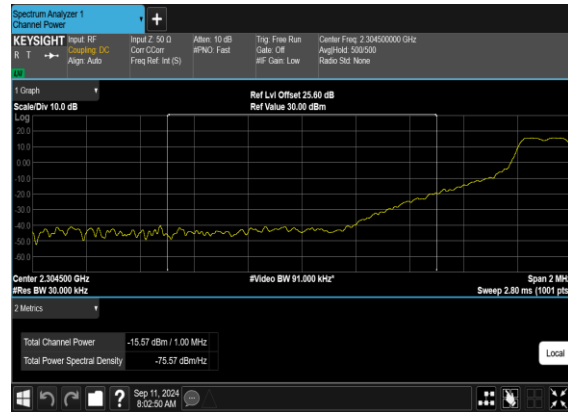 Spectrum Analyzer 1
Channel Power
+
KEYSIGHT Input: RF Input Z: 50 Ω Atten: 10 dB Trig: Free Run Center Freq: 2.304500000 GHz
R T Coupling: DC Corr CCorr #PNO: Fast Gate: Off Avg|Hold: 500/500
Align: Auto Freq Ref: Int (S) #IF Gain: Low Radio Std: None
1 Graph
Ref Lvl Offset 25.60 dB
Scale/Div 10.0 dB Ref Value 30.00 dBm
Log
20.0
10.0
0.00
-10.0
-20.0
-30.0
-40.0
-50.0
-60.0
Center 2.304500 GHz #Video BW 91.000 kHz* Span 2 MHz
#Res BW 30.000 kHz Sweep 2.80 ms (1001 pts
2 Metrics
Total Channel Power -15.57 dBm / 1.00 MHz
Total Power Spectral Density -75.57 dBm/Hz
Local
?
Sep 11, 2024
8:02:50 AM